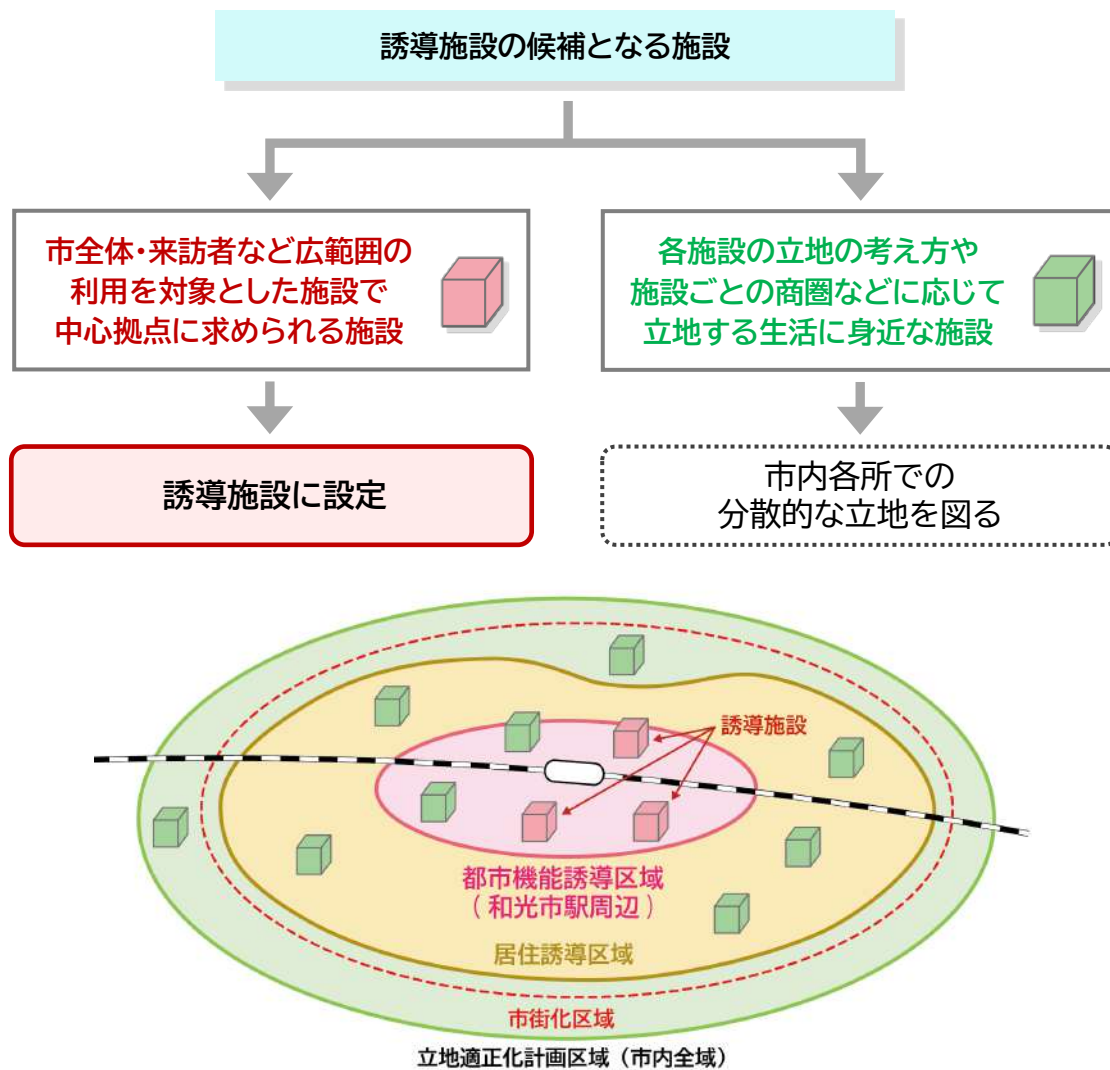 誘導施設の候補となる施設
市全体・来訪者など広範囲の
利用を対象とした施設で
中心拠点に求められる施設
各施設の立地の考え方や
施設ごとの商圏などに応じて
立地する生活に身近な施設
誘導施設に設定
市内各所での
分散的な立地を図る
誘導施設
都市機能誘導区域
（和光市駅周辺）
居住誘導区域
市街化区域
立地適正化計画区域（市内全域）